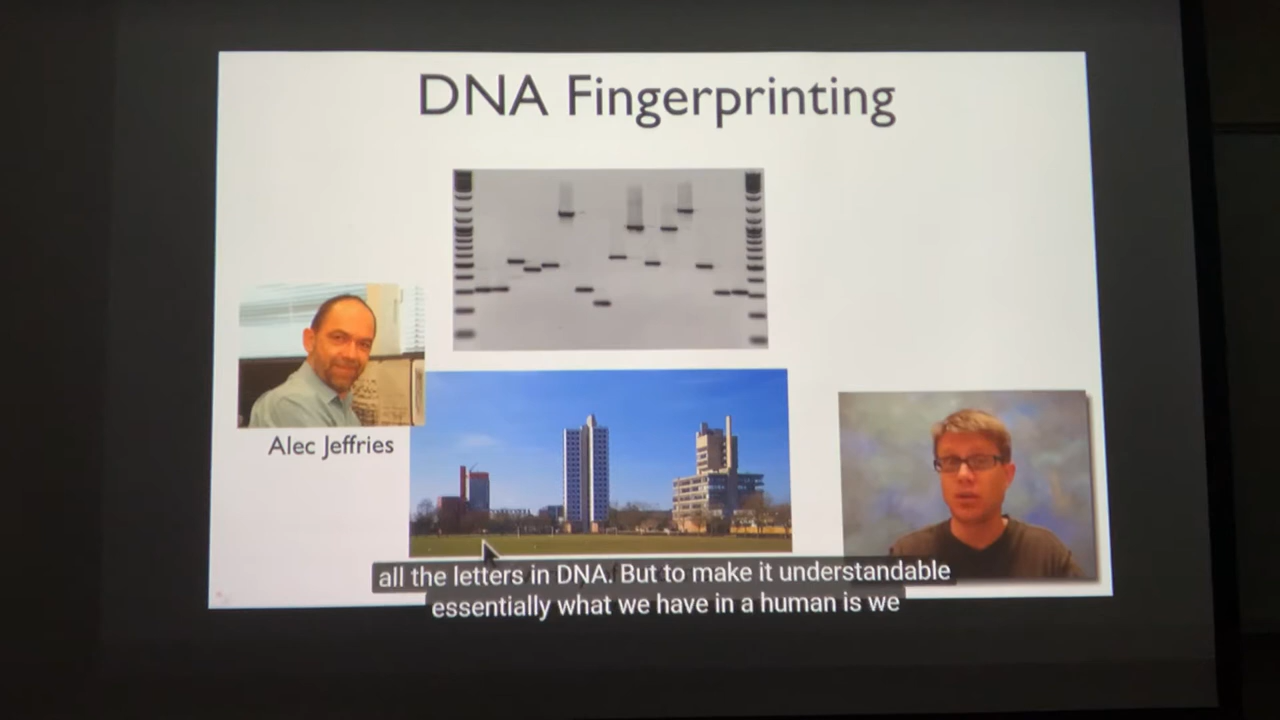 DNA Fingerprinting
Alec Jeffries
all the letters in DNA. But to make it understandable
essentially what we have in a human is we